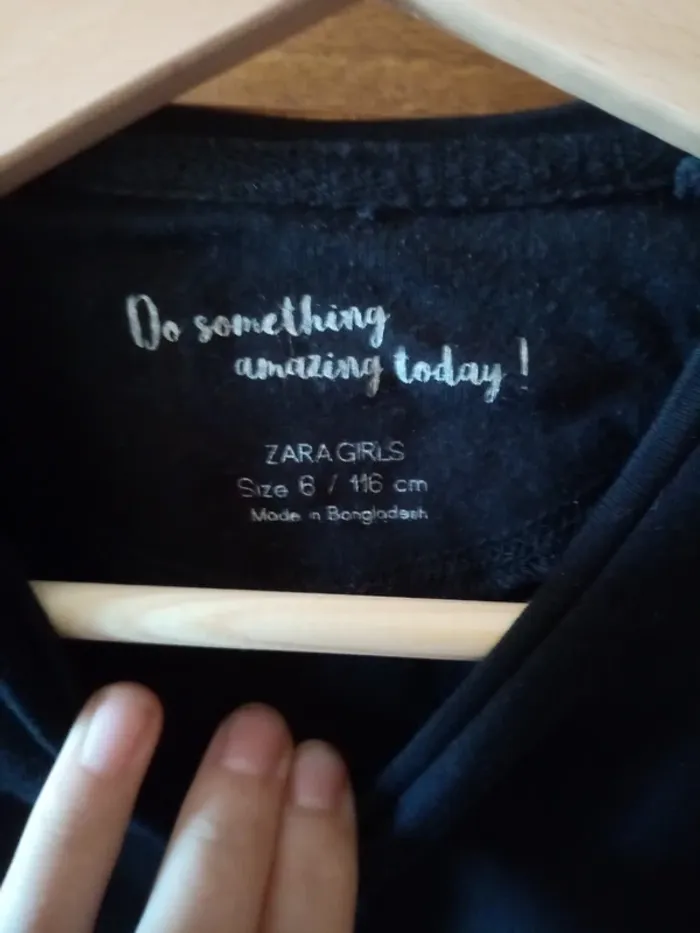 Do something
amazing today!
ZARA GIRLS
Size 6 / 116 cm
Made in Bangladesh